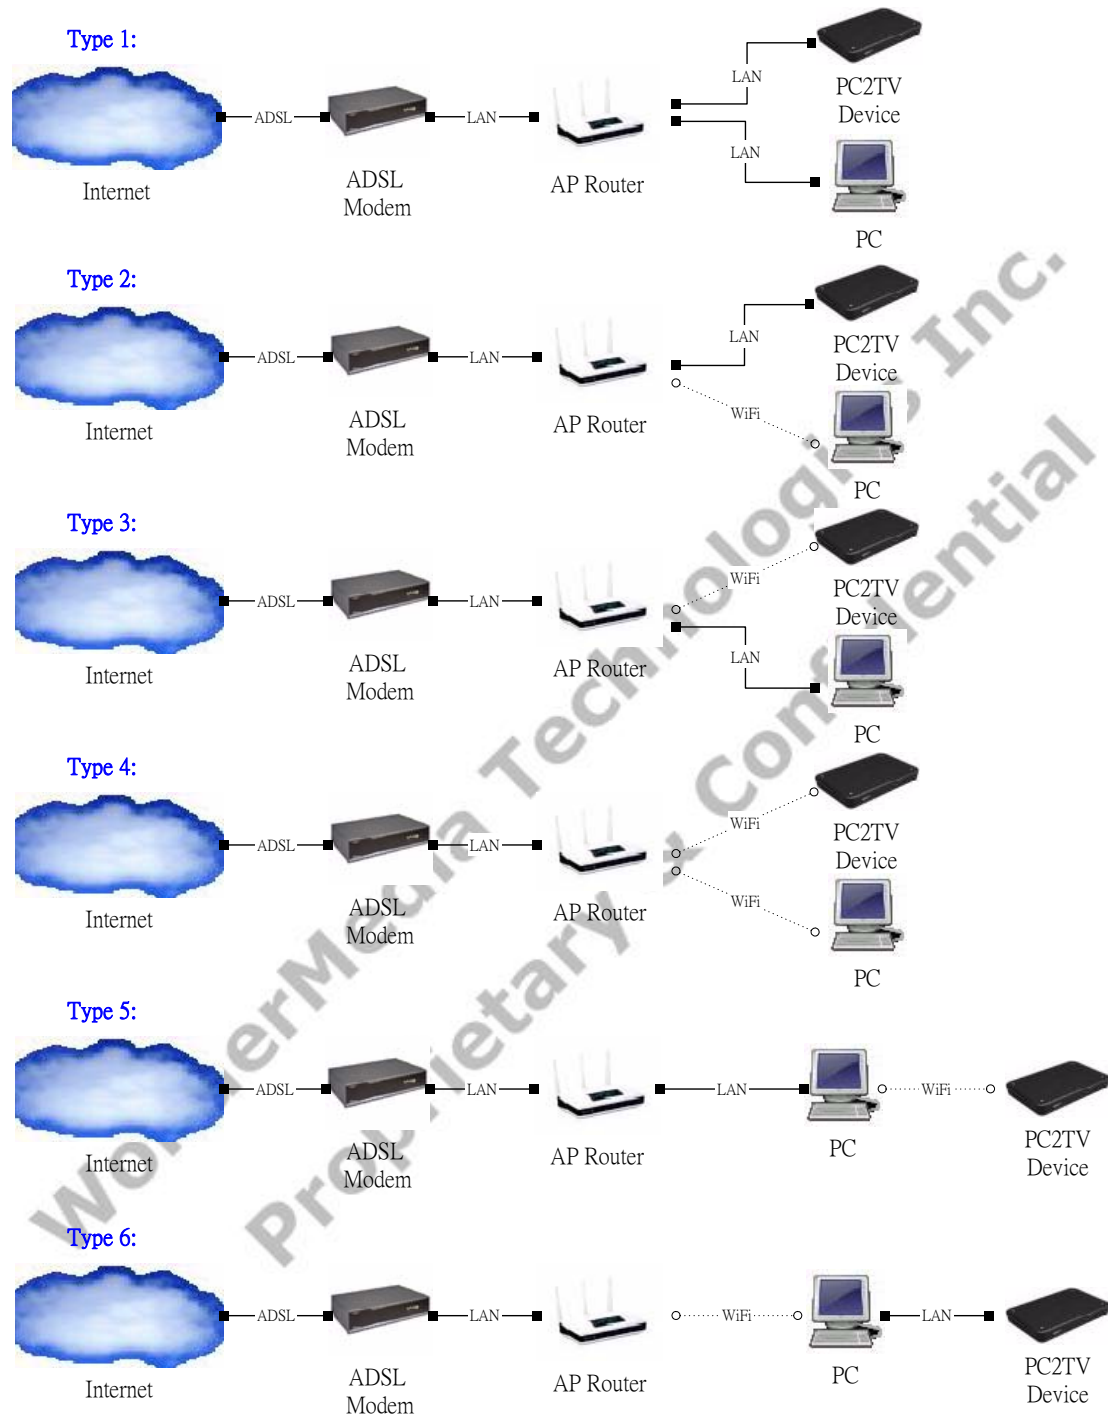 Type 1:
ADSL
LAN
LAN
LAN
PC2TV
Device
Internet
ADSL
Modem
AP Router
PC
Type 2:
ADSL
LAN
LAN
WiFi
PC2TV
Device
Internet
ADSL
Modem
AP Router
PC
Type 3:
ADSL
LAN
WiFi
LAN
PC2TV
Device
Internet
ADSL
Modem
AP Router
PC
Type 4:
ADSL
LAN
WiFi
WiFi
PC2TV
Device
Internet
ADSL
Modem
AP Router
PC
Type 5:
ADSL
LAN
LAN
WiFi
Internet
ADSL
Modem
AP Router
PC
PC2TV
Device
Type 6:
ADSL
LAN
WiFi
LAN
Internet
ADSL
Modem
AP Router
PC
PC2TV
Device
WonderMedia Technologies Inc.
Proprietary & Confidential